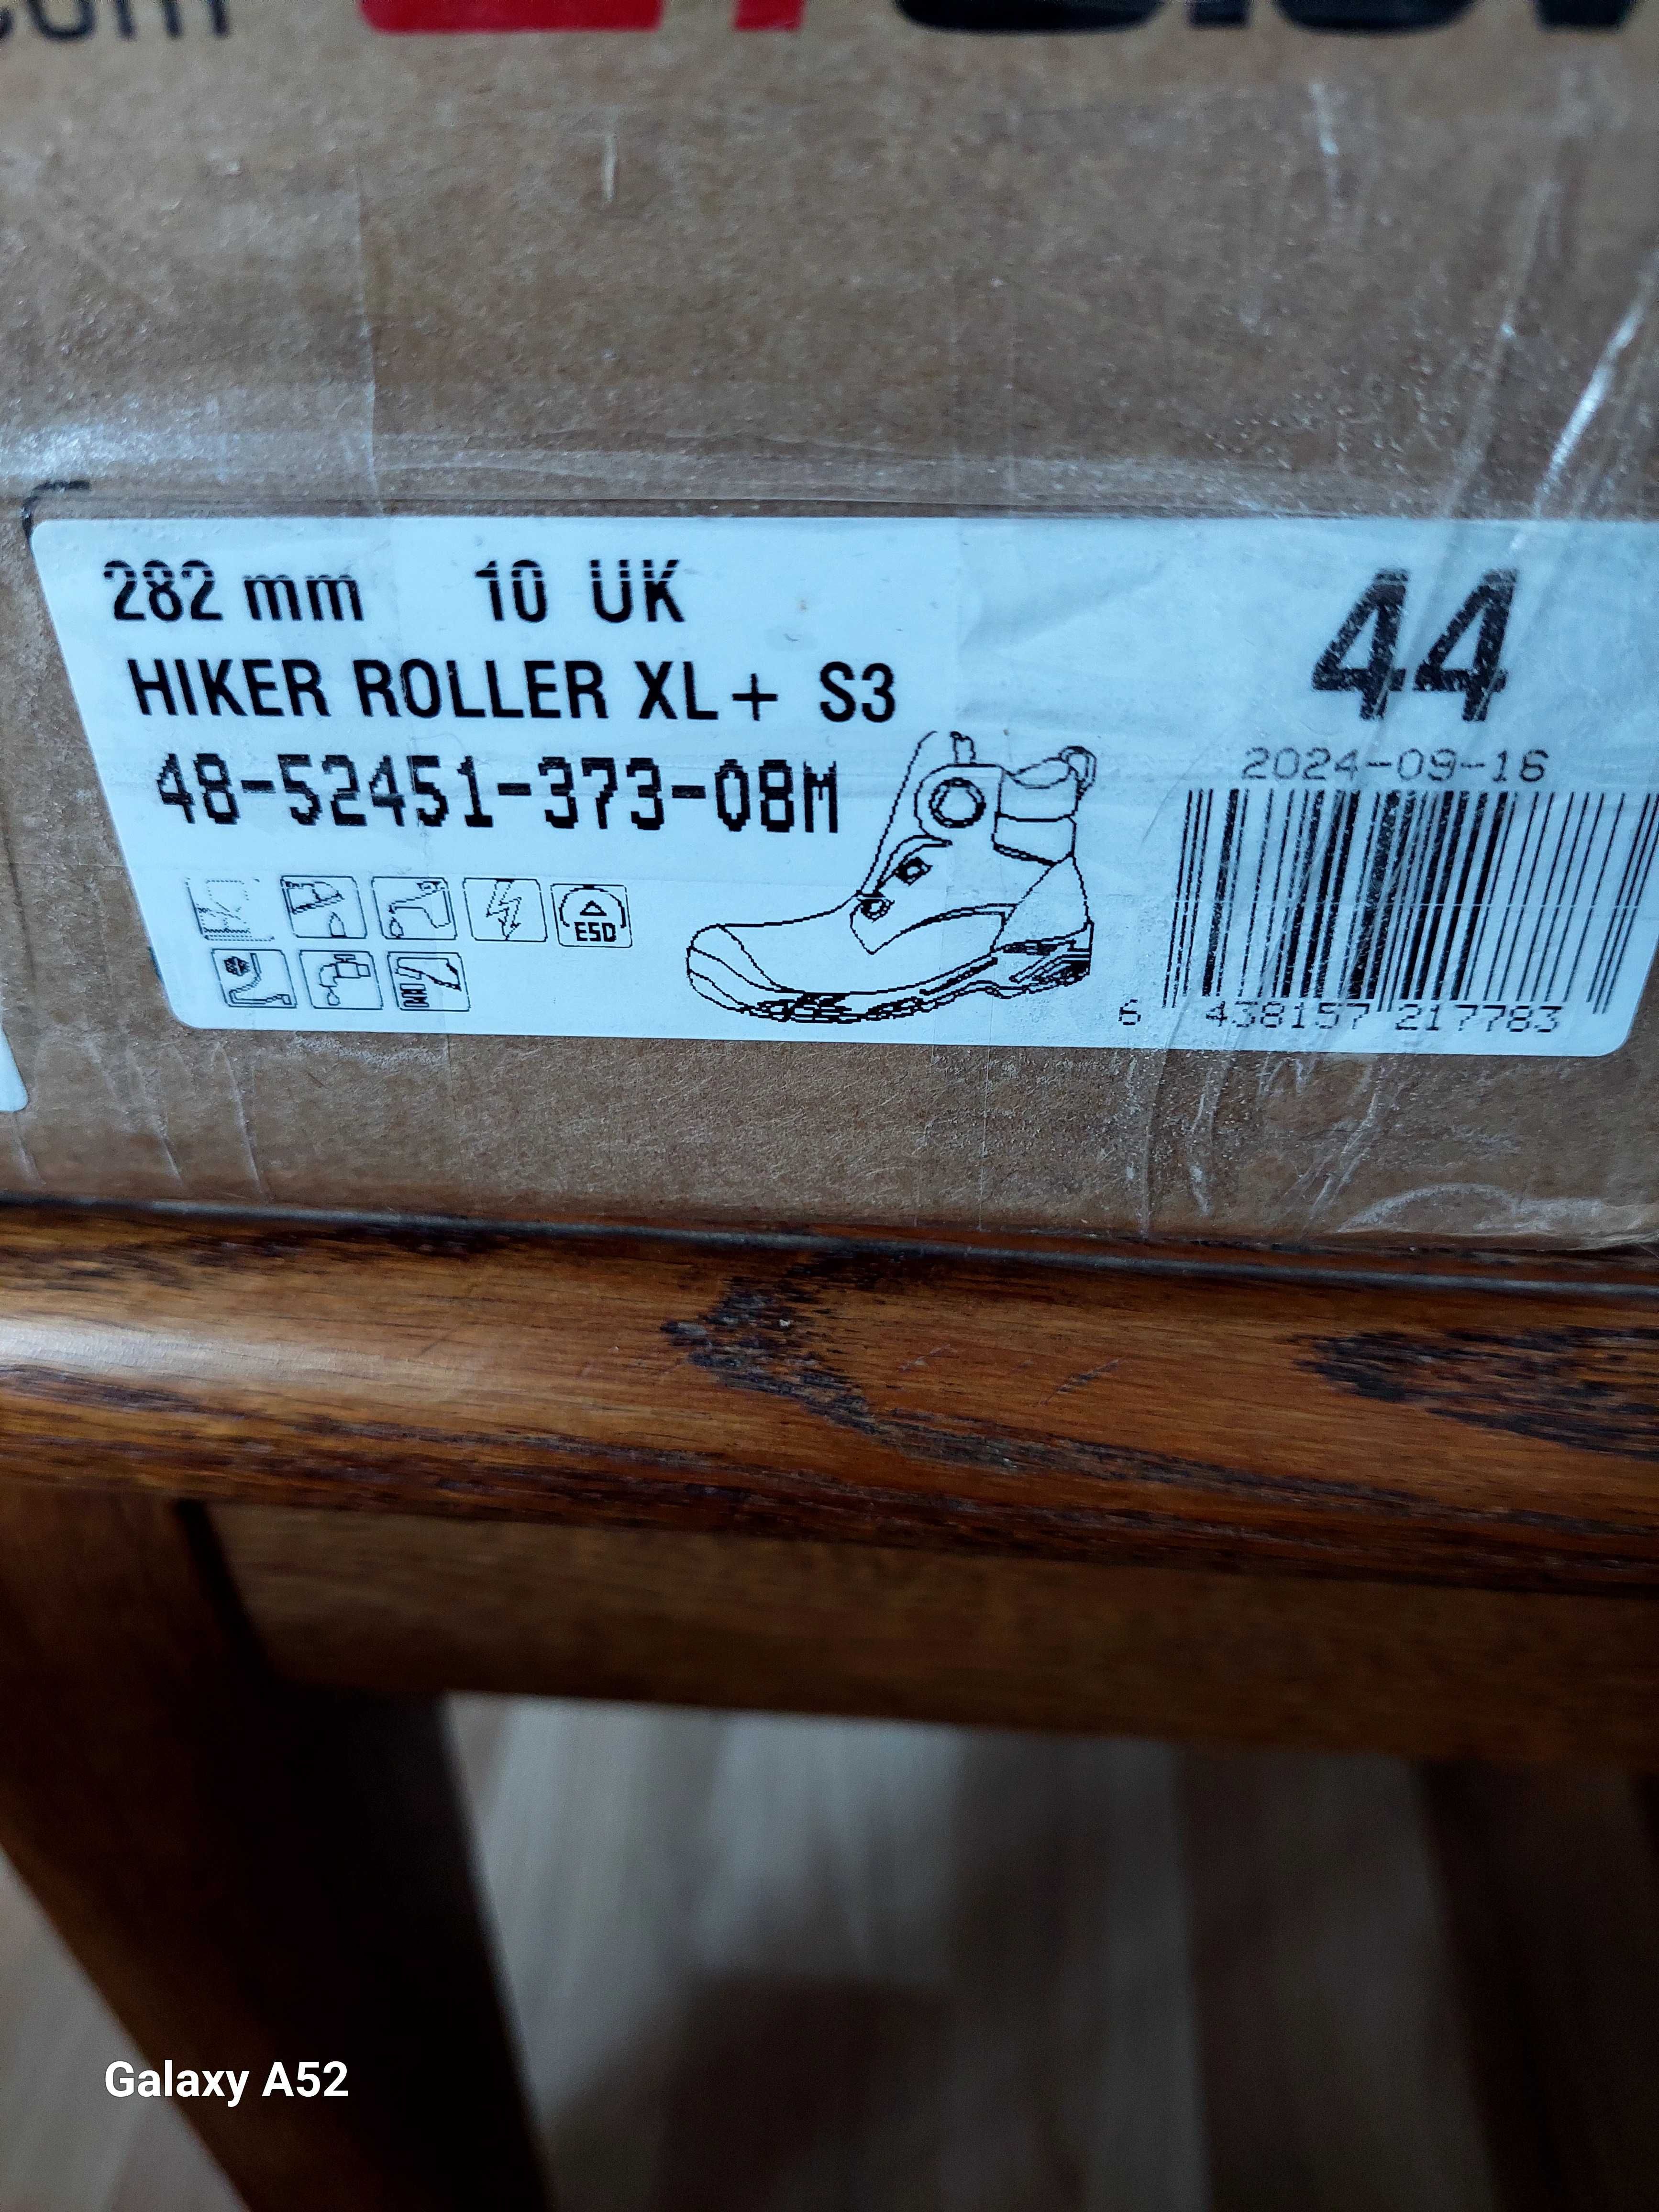 com
282 mm 10 UK
44
HIKER ROLLER XL+ S3
2024-09-16
48-52451-373-08M
ESD
6 438157 217783
Galaxy A52